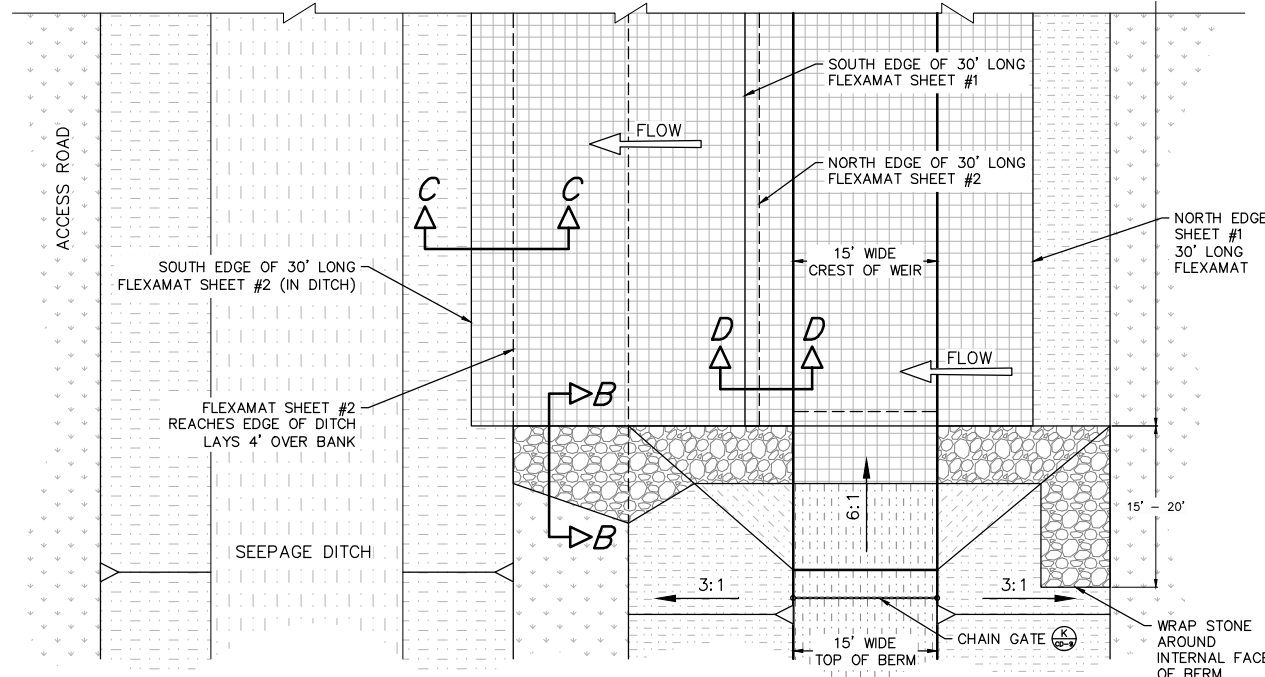 SOUTH EDGE OF 30' LONG
FLEXAMAT SHEET #1
FLOW
ACCESS ROAD
NORTH EDGE OF 30' LONG
FLEXAMAT SHEET #2
C
C
NORTH EDGE
SHEET #1
30' LONG
FLEXAMAT
15' WIDE
CREST OF WEIR
SOUTH EDGE OF 30' LONG
FLEXAMAT SHEET #2 (IN DITCH)
D
D
FLOW
B
FLEXAMAT SHEET #2
REACHES EDGE OF DITCH
LAYS 4' OVER BANK
6:1
15' - 20'
B
SEEPAGE DITCH
3:1
3:1
CHAIN GATE
K
CD-9
15' WIDE
TOP OF BERM
WRAP STONE
AROUND
INTERNAL FACE
OF BERM